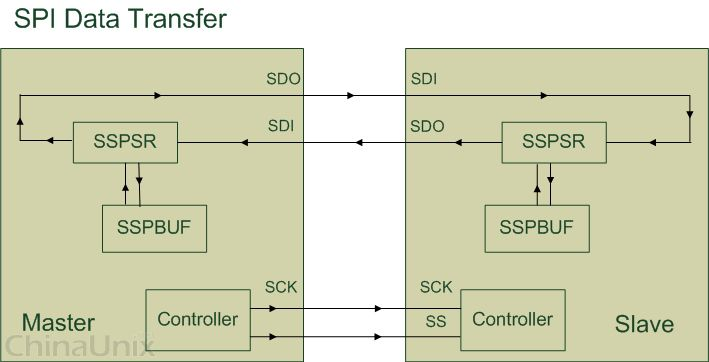 SPI Data Transfer
SDO SDI
SDI SDO
SSPSR SSPSR
SSPBUF SSPBUF
SCK SCK
Master Controller SS Controller Slave
ChinaUnix